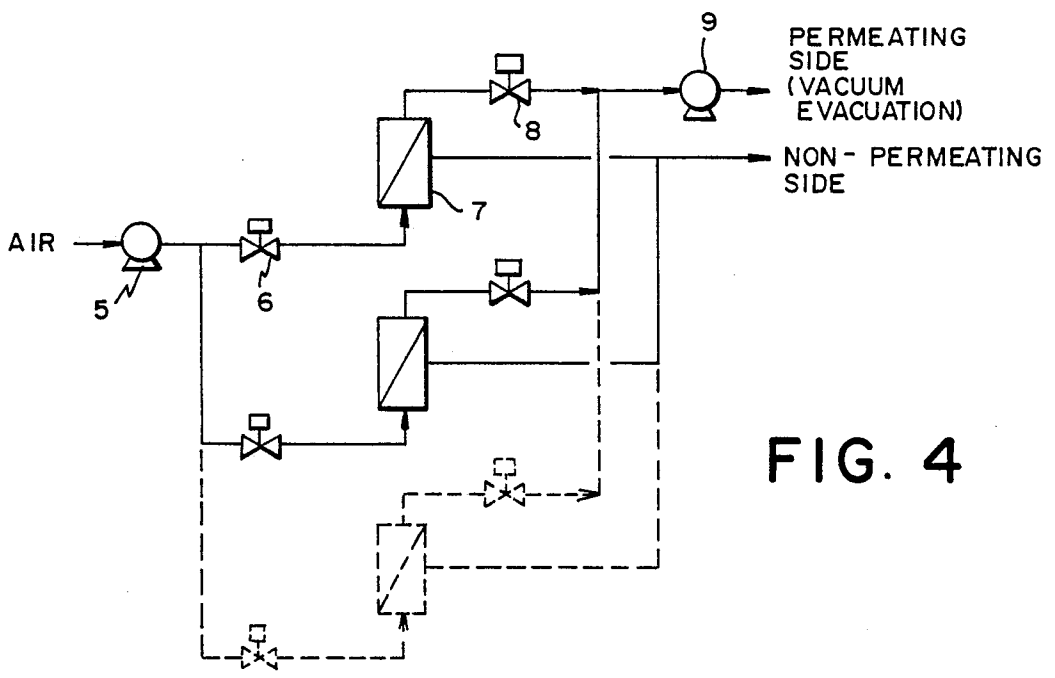 9
PERMEATING
SIDE
(VACUUM
EVACUATION)
8
NON- PERMEATING
SIDE
7
AIR
5
6
FIG. 4